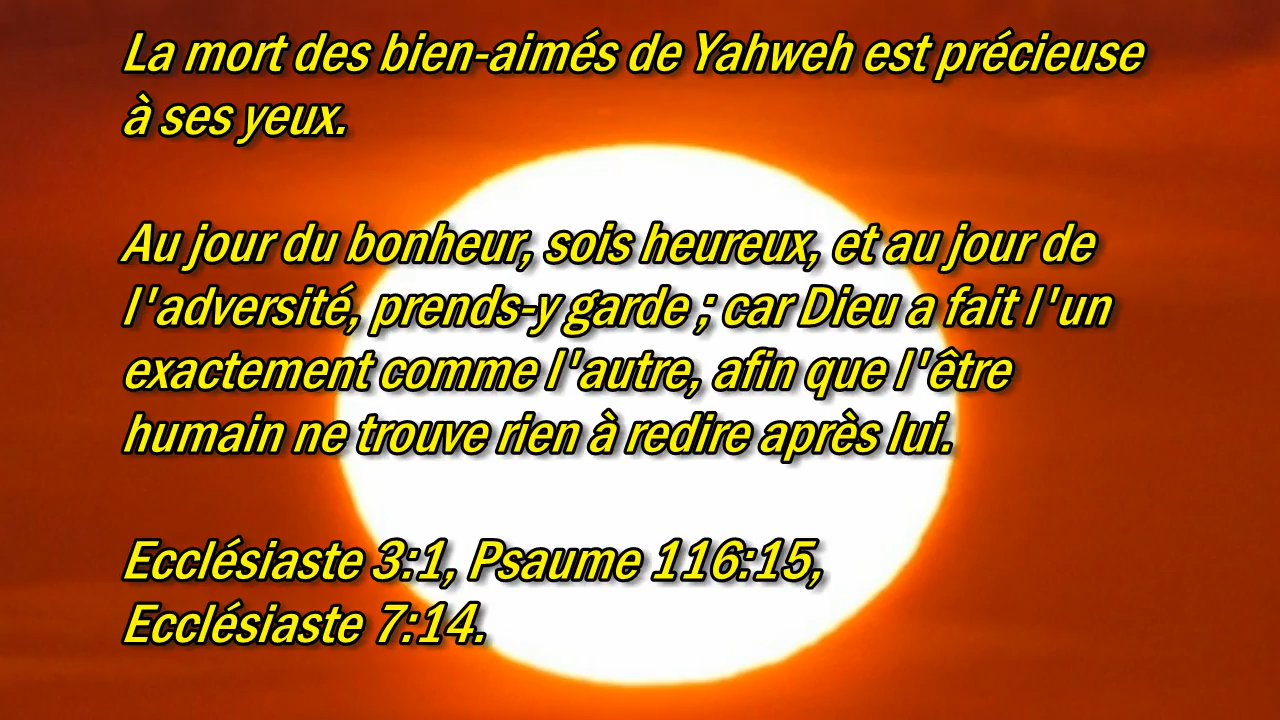 La mort des bien-aimés de Yahweh est précieuse
à ses yeux.
Au jour du bonheur, sois heureux, et au jour de
l'adversité, prends-y garde ; car Dieu a fait l'un
exactement comme l'autre, afin que l'être
humain ne trouve rien à redire après lui.
Ecclésiaste 3:1, Psaume 116:15,
Ecclésiaste 7:14.